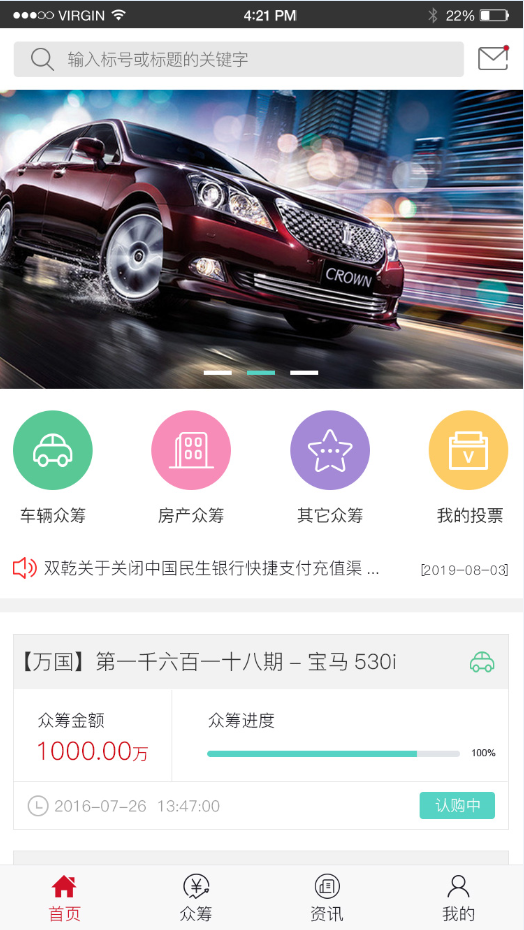 VIRGIN 4:21 PM 22%
输入标号或标题的关键字
CROWN
车辆众筹 房产众筹 其它众筹 我的投票
双乾关于关闭中国民生银行快捷支付充值渠 ... [2019-08-03]
【万国】第一千六百一十八期 - 宝马 530i
众筹金额 众筹进度
1000.00万 100%
2016-07-26 13:47:00 认购中
首页 众筹 资讯 我的